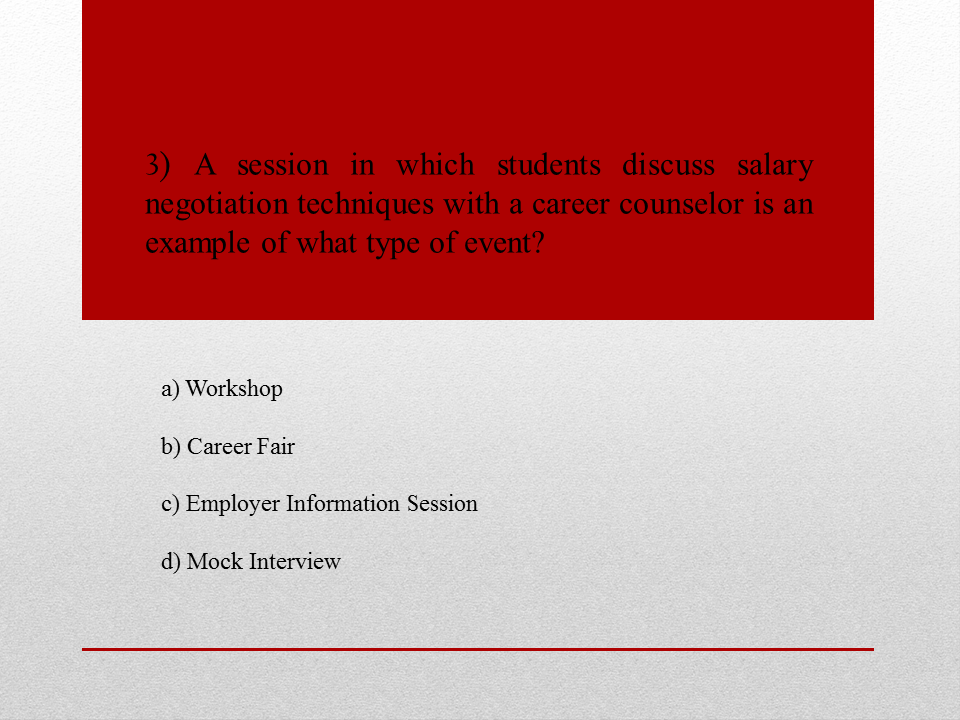 3) A session in which students discuss salary
negotiation techniques with a career counselor is an
example of what type of event?
a) Workshop
b) Career Fair
c) Employer Information Session
d) Mock Interview